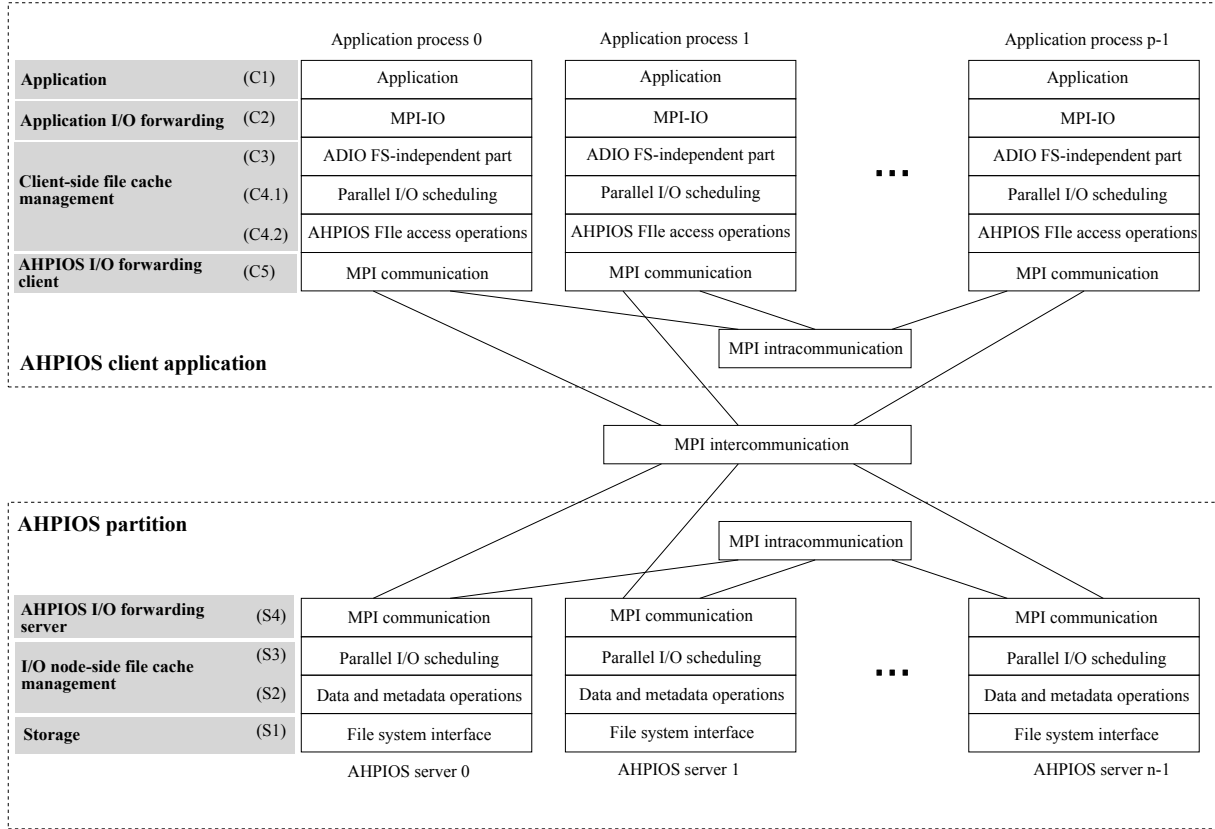 Application process 0 Application process 1 Application process p-1
Application (C1) Application Application Application
Application I/O forwarding (C2) MPI-IO MPI-IO MPI-IO
Client-side file cache
management
(C3) ADIO FS-independent part ADIO FS-independent part ... ADIO FS-independent part
(C4.1) Parallel I/O scheduling Parallel I/O scheduling Parallel I/O scheduling
(C4.2) AHPIOS FIle access operations AHPIOS FIle access operations AHPIOS FIle access operations
AHPIOS I/O forwarding
client
(C5) MPI communication MPI communication MPI communication
MPI intracommunication
AHPIOS client application
MPI intercommunication
AHPIOS partition
MPI intracommunication
AHPIOS I/O forwarding
server
(S4) MPI communication MPI communication MPI communication
I/O node-side file cache
management
(S3) Parallel I/O scheduling Parallel I/O scheduling ... Parallel I/O scheduling
(S2) Data and metadata operations Data and metadata operations Data and metadata operations
Storage (S1) File system interface File system interface File system interface
AHPIOS server 0 AHPIOS server 1 AHPIOS server n-1